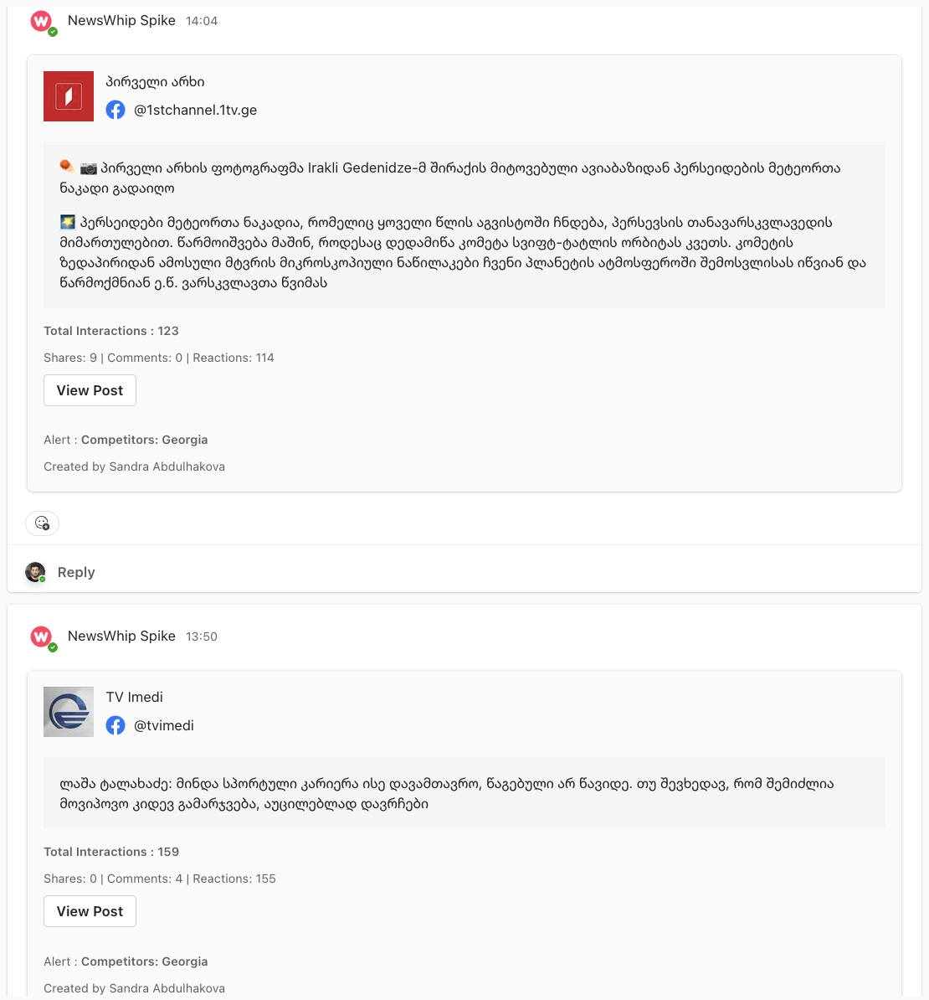 NewsWhip Spike 14:04
პირველი არხი
@1stchannel.1tv.ge
☄️ 📷 პირველი არხის ფოტოგრაფმა Irakli Gedenidze-მ შირაქის მიტოვებული ავიაბაზიდან პერსეიდების მეტეორთა
ნაკადი გადაიღო
🌠 პერსეიდები მეტეორთა ნაკადია, რომელიც ყოველი წლის აგვისტოში ჩნდება, პერსევსის თანავარსკვლავედის
მიმართულებით. წარმოიშვება მაშინ, როდესაც დედამიწა კომეტა სვიფტ-ტატლის ორბიტას კვეთს. კომეტის
ზედაპირიდან ამოსული მტვრის მიკროსკოპიული ნაწილაკები ჩვენი პლანეტის ატმოსფეროში შემოსვლისას იწვიან და
წარმოქმნიან ე.წ. ვარსკვლავთა წვიმას
Total Interactions : 123
Shares: 9 | Comments: 0 | Reactions: 114
View Post
Alert : Competitors: Georgia
Created by Sandra Abdulhakova
Reply
NewsWhip Spike 13:50
TV Imedi
@tvimedi
ლაშა ტალახაძე: მინდა სპორტული კარიერა ისე დავამთავრო, წაგებული არ წავიდე. თუ შევხედავ, რომ შემიძლია
მოვიპოვო კიდევ გამარჯვება, აუცილებლად დავრჩები
Total Interactions : 159
Shares: 0 | Comments: 4 | Reactions: 155
View Post
Alert : Competitors: Georgia
Created by Sandra Abdulhakova